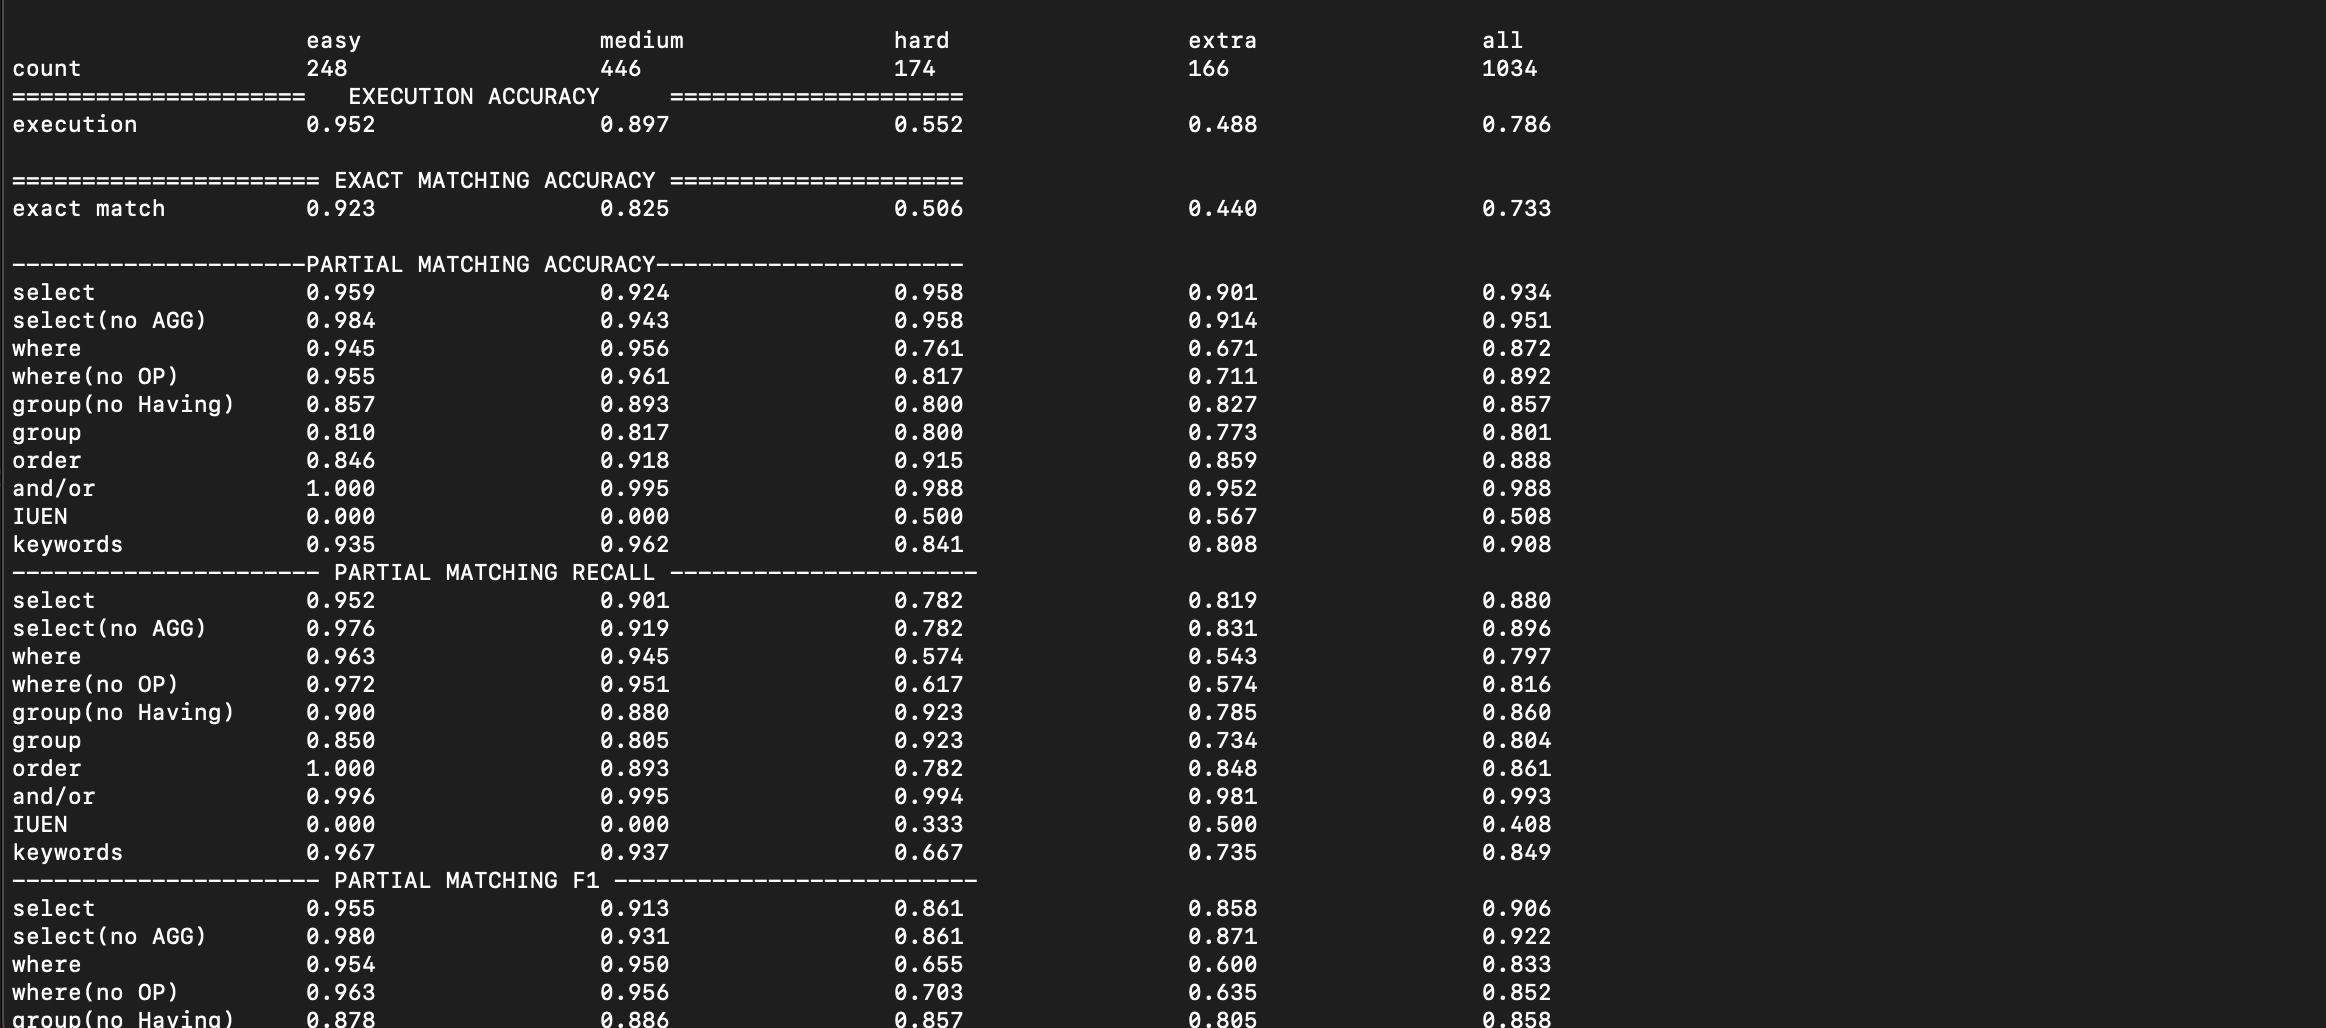 easy medium hard extra all
count 248 446 174 166 1034
===================== EXECUTION ACCURACY =====================
execution 0.952 0.897 0.552 0.488 0.786
====================== EXACT MATCHING ACCURACY =====================
exact match 0.923 0.825 0.506 0.440 0.733
---------------------PARTIAL MATCHING ACCURACY----------------------
select 0.959 0.924 0.958 0.901 0.934
select(no AGG) 0.984 0.943 0.958 0.914 0.951
where 0.945 0.956 0.761 0.671 0.872
where(no OP) 0.955 0.961 0.817 0.711 0.892
group(no Having) 0.857 0.893 0.800 0.827 0.857
group 0.810 0.817 0.800 0.773 0.801
order 0.846 0.918 0.915 0.859 0.888
and/or 1.000 0.995 0.988 0.952 0.988
IUEN 0.000 0.000 0.500 0.567 0.508
keywords 0.935 0.962 0.841 0.808 0.908
---------------------- PARTIAL MATCHING RECALL ----------------------
select 0.952 0.901 0.782 0.819 0.880
select(no AGG) 0.976 0.919 0.782 0.831 0.896
where 0.963 0.945 0.574 0.543 0.797
where(no OP) 0.972 0.951 0.617 0.574 0.816
group(no Having) 0.900 0.880 0.923 0.785 0.860
group 0.850 0.805 0.923 0.734 0.804
order 1.000 0.893 0.782 0.848 0.861
and/or 0.996 0.995 0.994 0.981 0.993
IUEN 0.000 0.000 0.333 0.500 0.408
keywords 0.967 0.937 0.667 0.735 0.849
---------------------- PARTIAL MATCHING F1 --------------------------
select 0.955 0.913 0.861 0.858 0.906
select(no AGG) 0.980 0.931 0.861 0.871 0.922
where 0.954 0.950 0.655 0.600 0.833
where(no OP) 0.963 0.956 0.703 0.635 0.852
group(no Having) 0.878 0.886 0.857 0.805 0.858